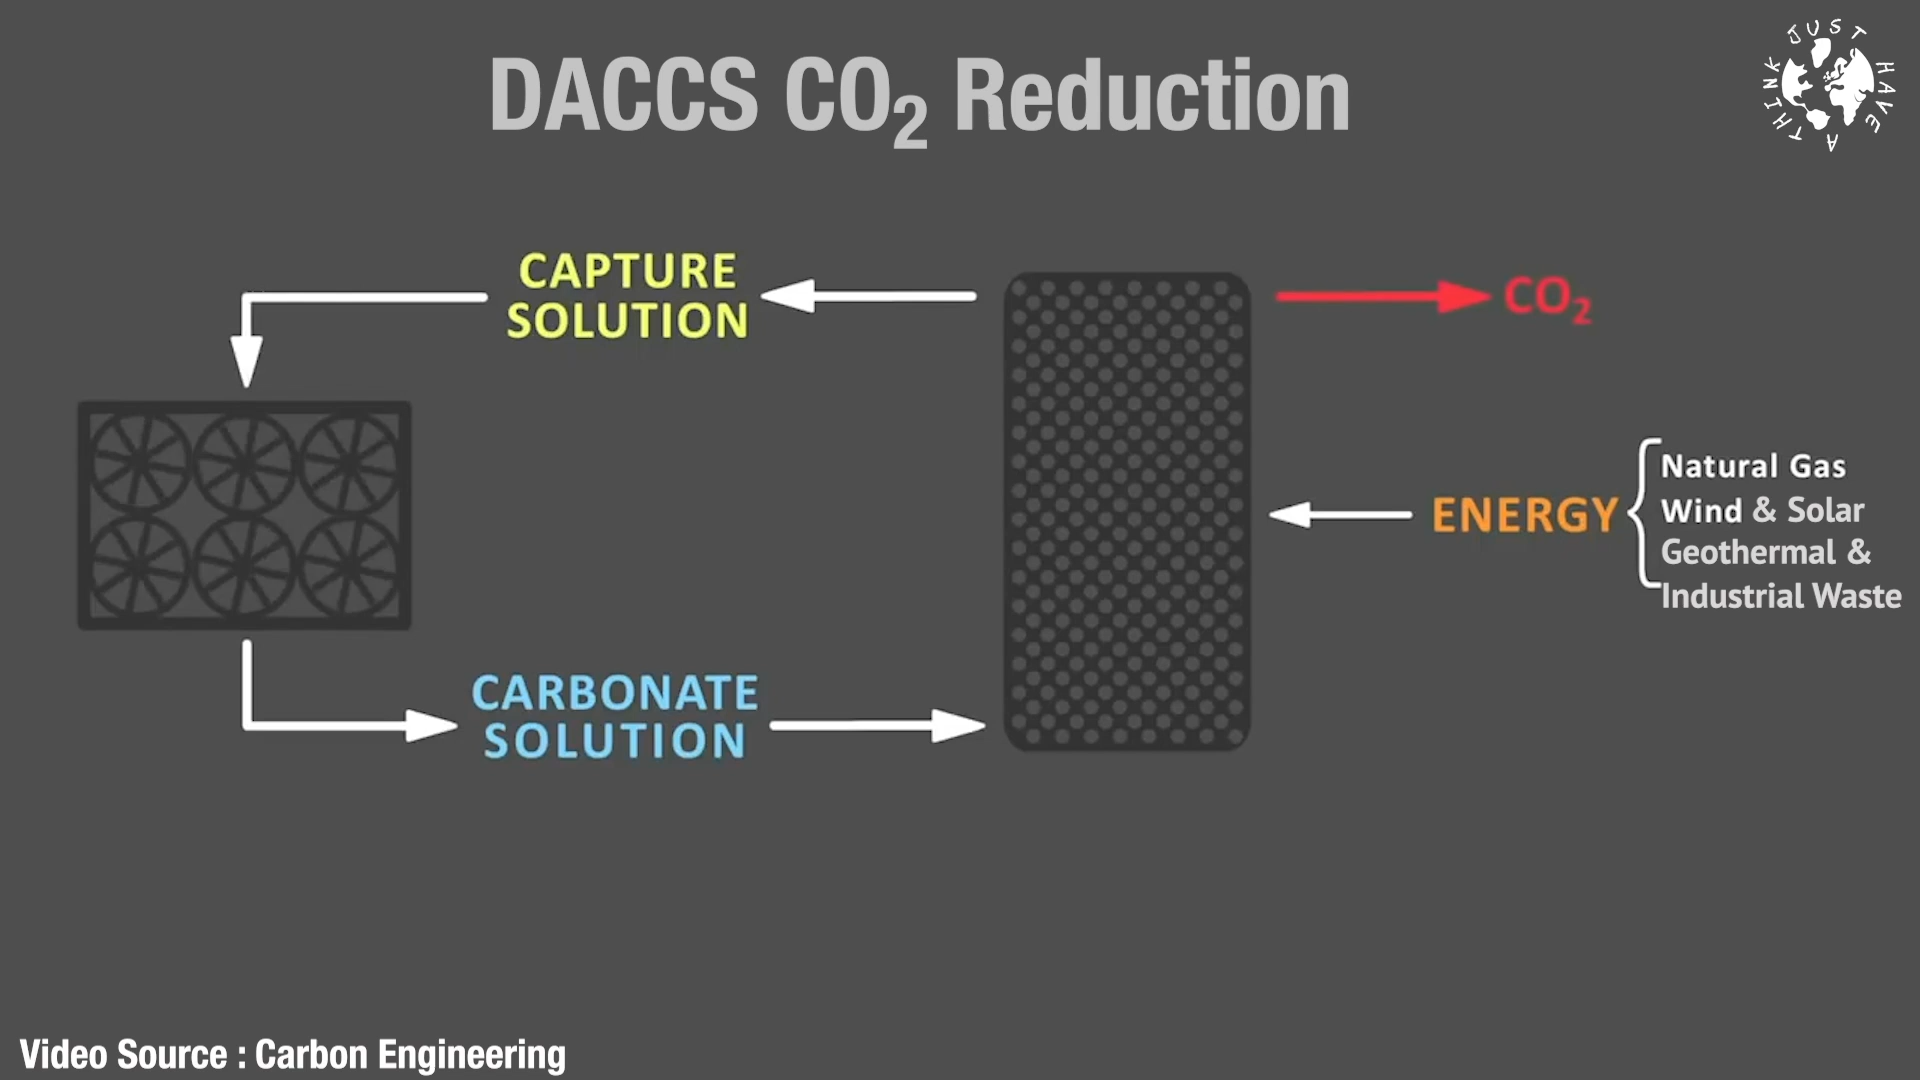 DACCS CO₂ Reduction
JUST HAVE A THINK
CAPTURE
SOLUTION
CO₂
ENERGY
Natural Gas
Wind & Solar
Geothermal &
Industrial Waste
CARBONATE
SOLUTION
Video Source : Carbon Engineering